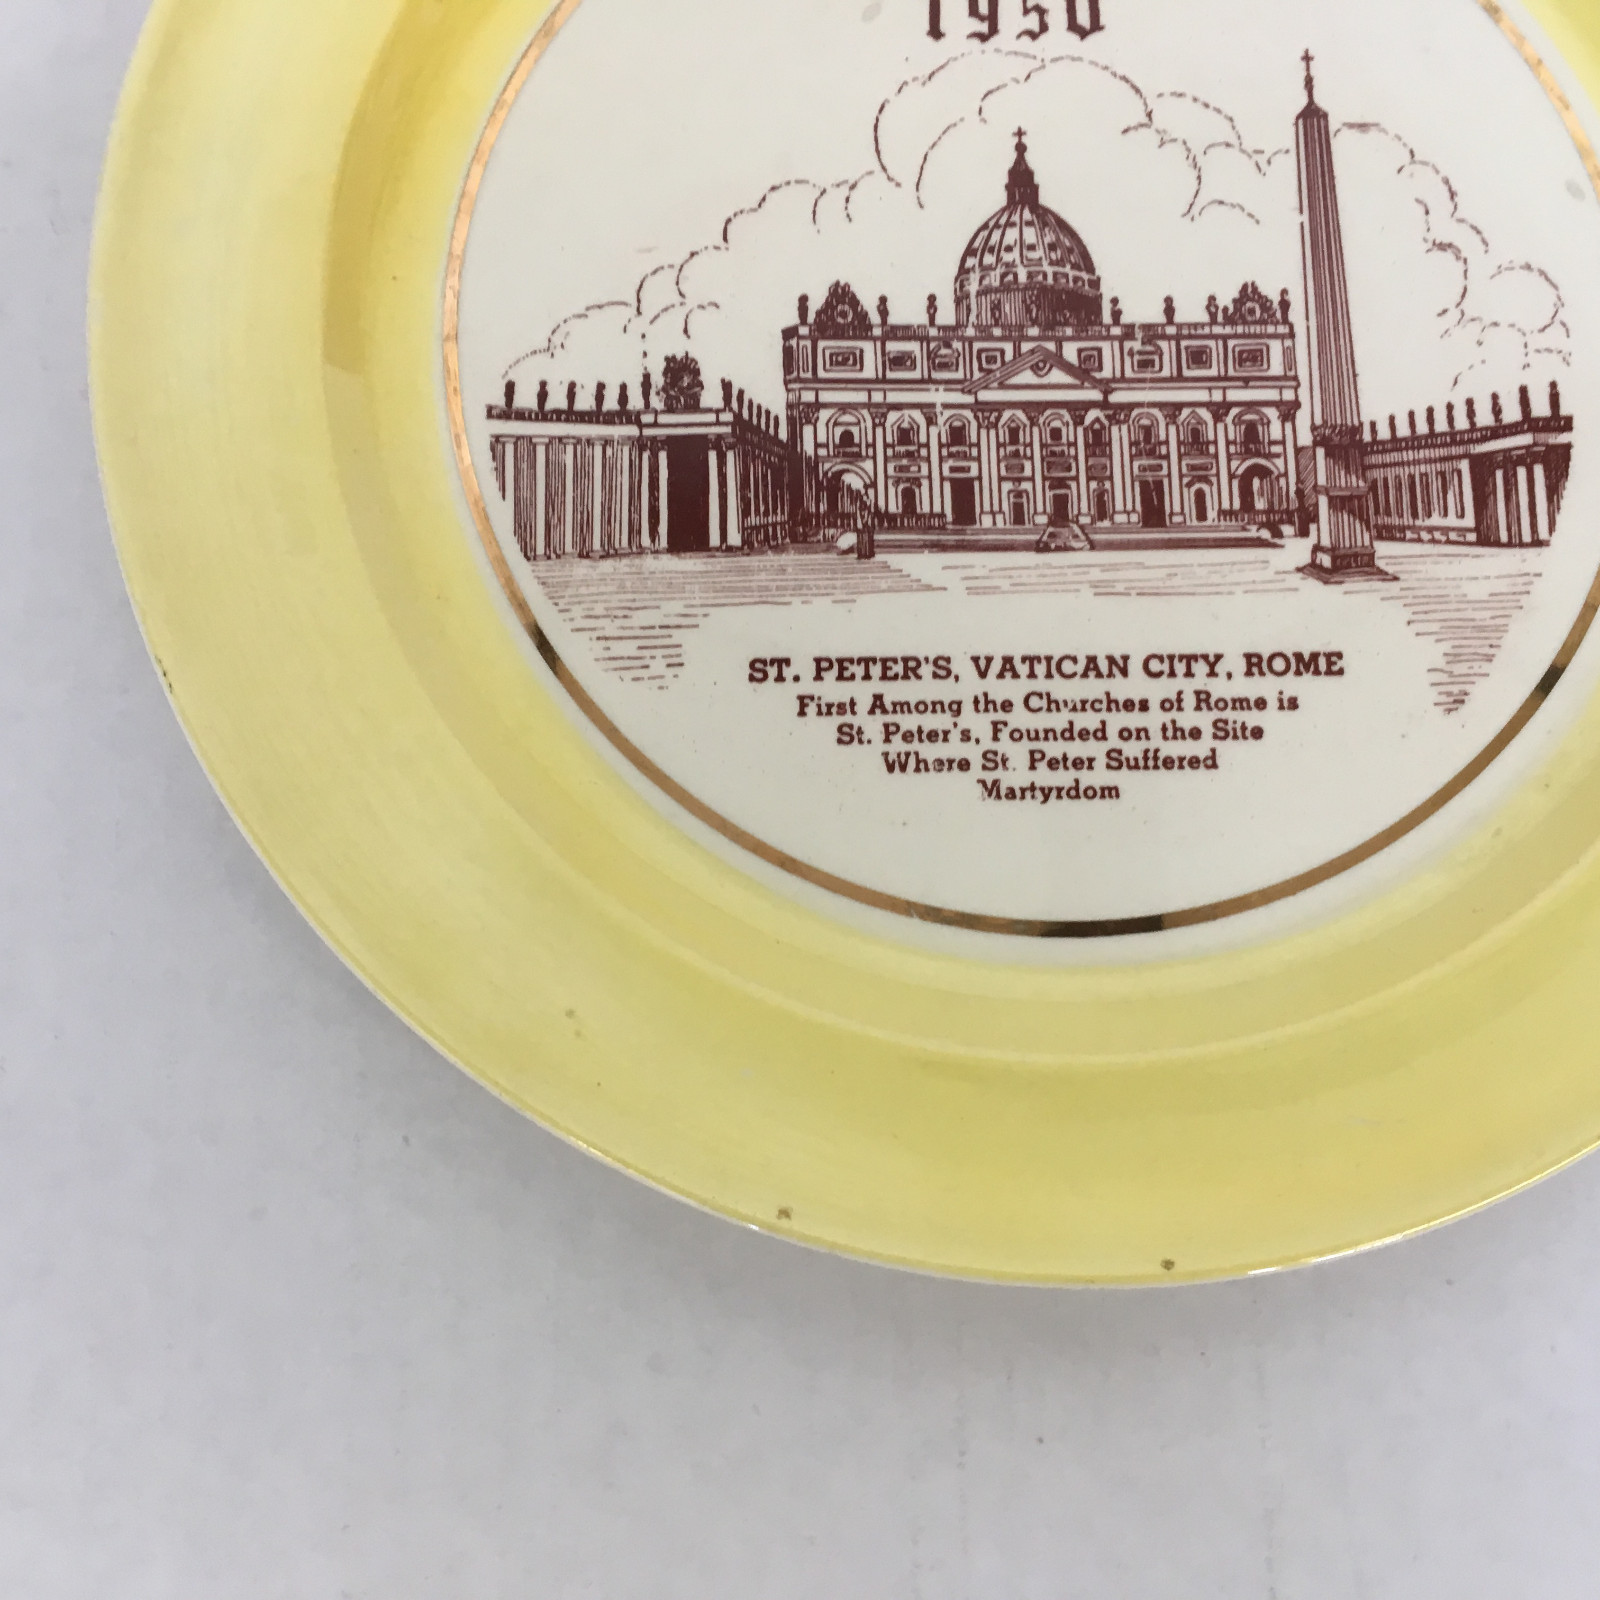 1950
ST. PETER'S, VATICAN CITY, ROME
First Among the Churches of Rome is
St. Peter's, Founded on the Site
Where St. Peter Suffered
Martyrdom